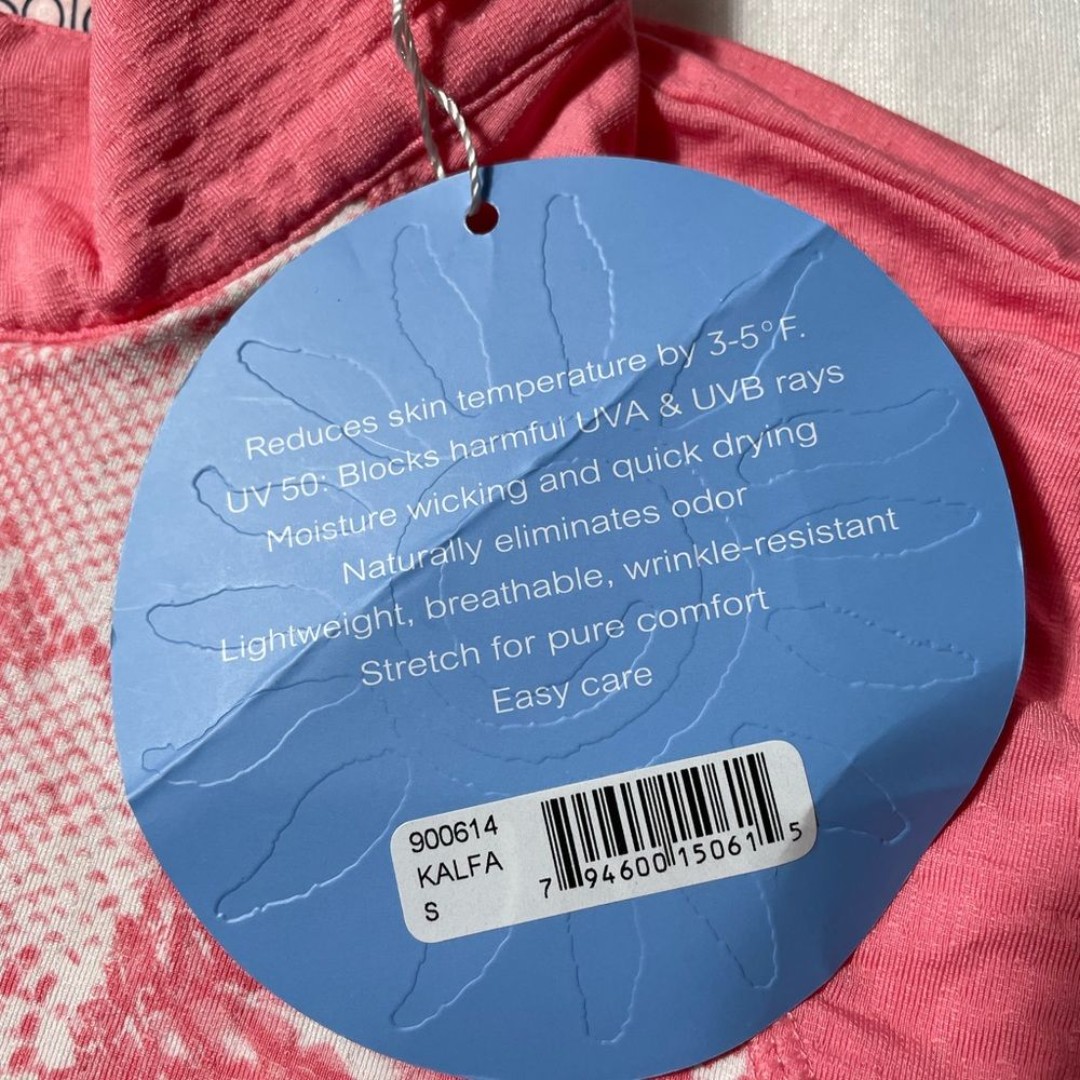 Reduces skin temperature by 3-5°F.
UV 50: Blocks harmful UVA & UVB rays
Moisture wicking and quick drying
Naturally eliminates odor
Lightweight, breathable, wrinkle-resistant
Stretch for pure comfort
Easy care
900614
KALFA
S
7 94600 15061 5